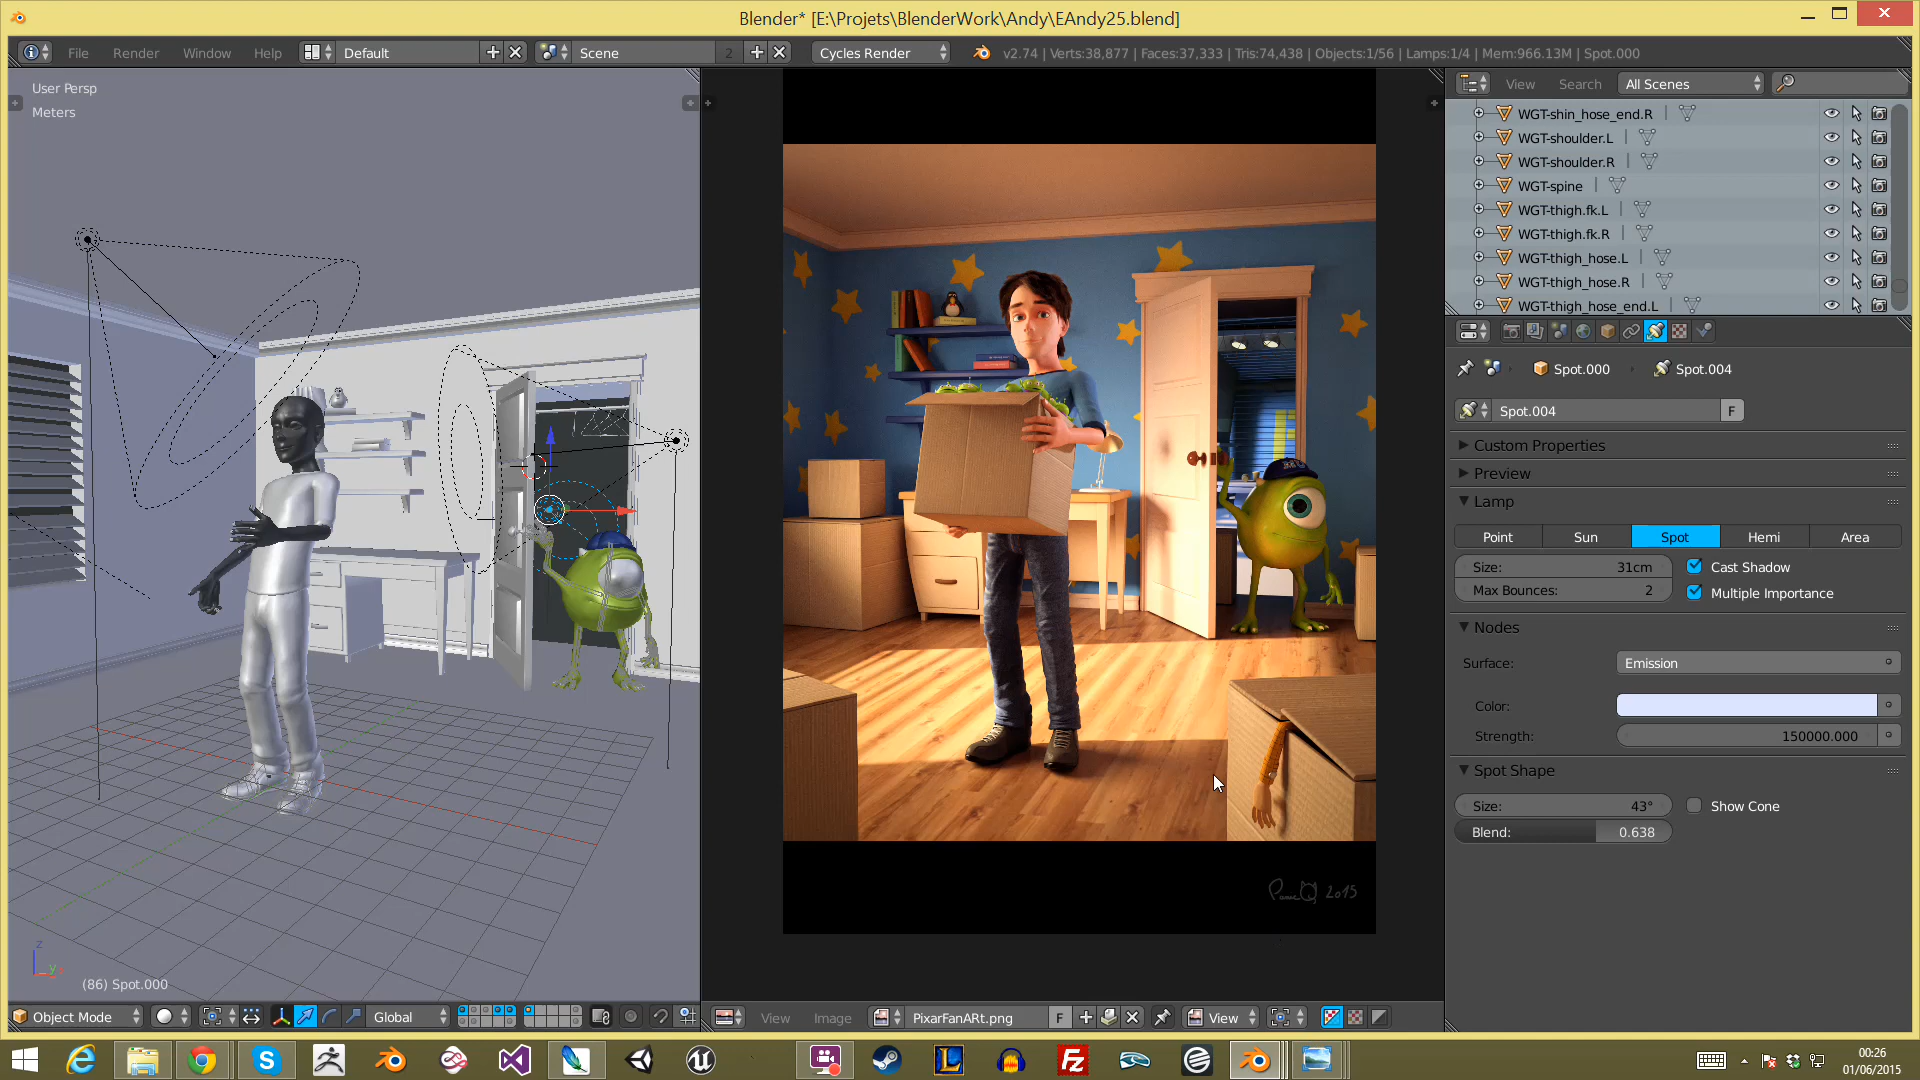 Blender* [E:\Projets\BlenderWork\Andy\EAndy25.blend]
File Render Window Help Default Scene 2 Cycles Render v2.74 | Verts:38,877 | Faces:37,333 | Tris:74,438 | Objects:1/56 | Lamps:1/4 | Mem:966.13M | Spot.000
User Persp
Meters
View Search All Scenes
WGT-shin_hose_end.R
WGT-shoulder.L
WGT-shoulder.R
WGT-spine
WGT-thigh.fk.L
WGT-thigh.fk.R
WGT-thigh_hose.L
WGT-thigh_hose.R
WGT-thigh_hose_end.L
Spot.000 Spot.004
Spot.004 F
Custom Properties
Preview
Lamp
Point Sun Spot Hemi Area
Size: 31cm Cast Shadow
Max Bounces: 2 Multiple Importance
Nodes
Surface: Emission
Color:
Strength: 150000.000
Spot Shape
Size: 43° Show Cone
Blend: 0.638
MU
2015
z
y
(86) Spot.000
Object Mode Global
View Image PixarFanARt.png F View
00:26
01/06/2015